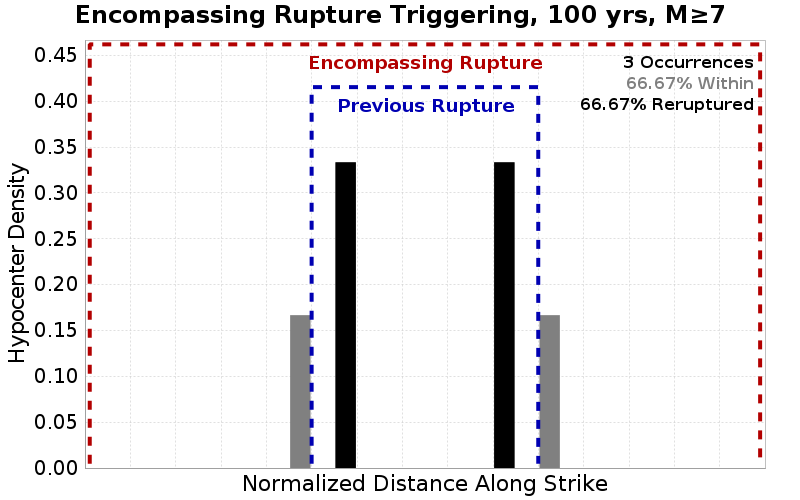 Encompassing Rupture Triggering, 100 yrs, M≥7
Encompassing Rupture
Previous Rupture
3 Occurrences
66.67% Within
66.67% Reruptured
Hypocenter Density
0.45
0.40
0.35
0.30
0.25
0.20
0.15
0.10
0.05
0.00
Normalized Distance Along Strike